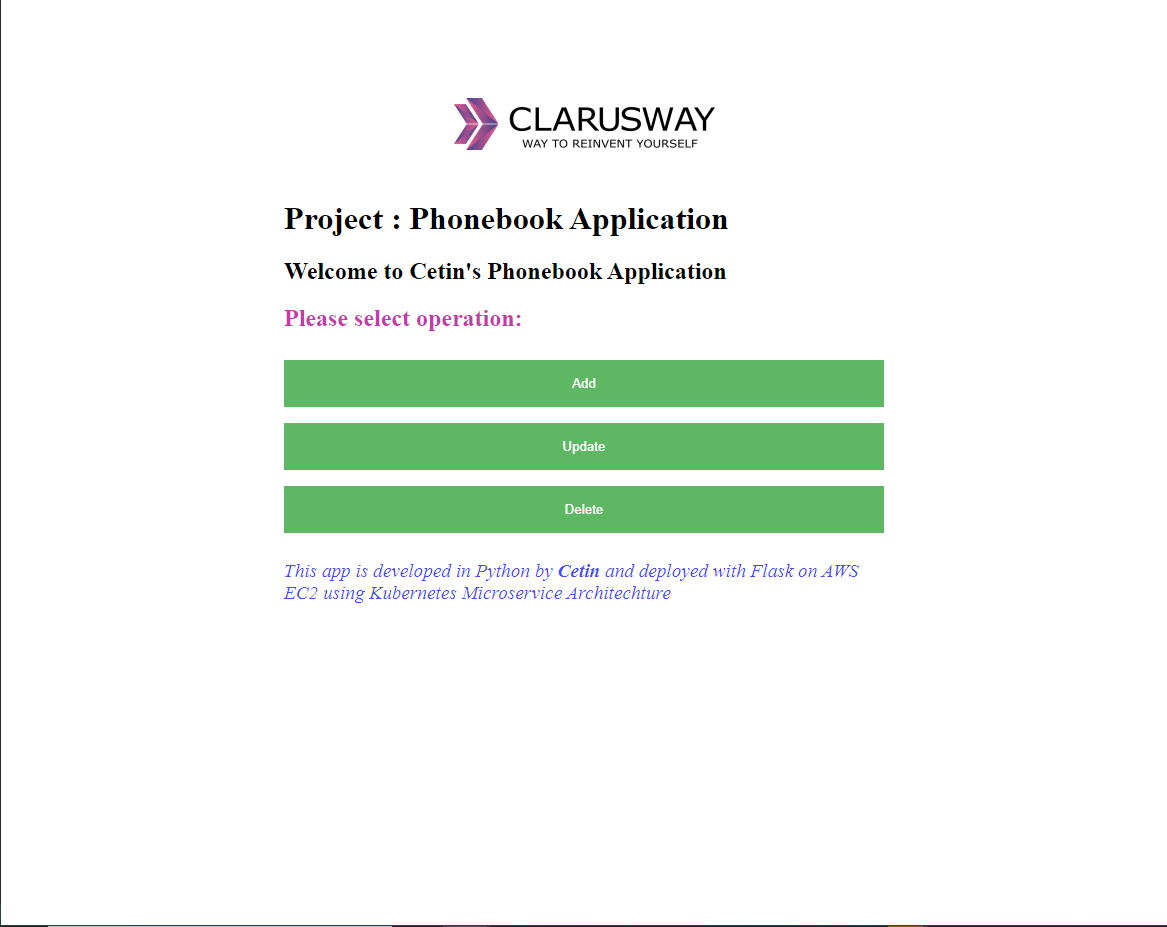 CLARUSWAY
WAY TO REINVENT YOURSELF
Project : Phonebook Application
Welcome to Cetin's Phonebook Application
Please select operation:
Add
Update
Delete
This app is developed in Python by Cetin and deployed with Flask on AWS
EC2 using Kubernetes Microservice Architechture